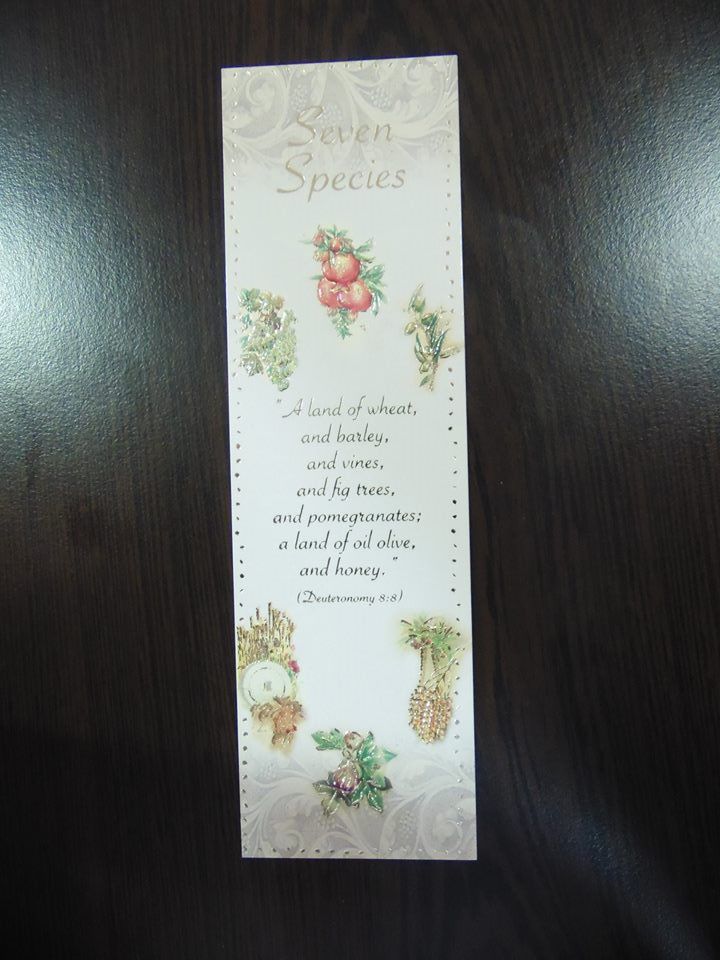 Seven
Species
"A land of wheat,
and barley,
and vines,
and fig trees,
and pomegranates;
a land of oil olive,
and honey."
(Deuteronomy 8:8)